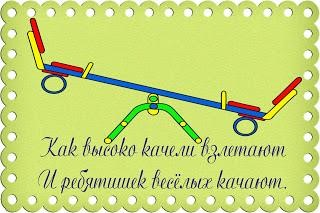 Как высоко качели взлетают
И ребятишек весёлых качают.